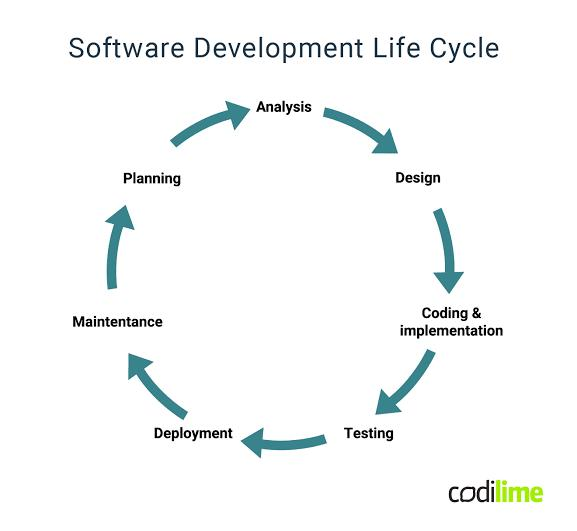 Software Development Life Cycle
Analysis
Design
Coding &
implementation
Testing
Deployment
Maintentance
Planning
codilime